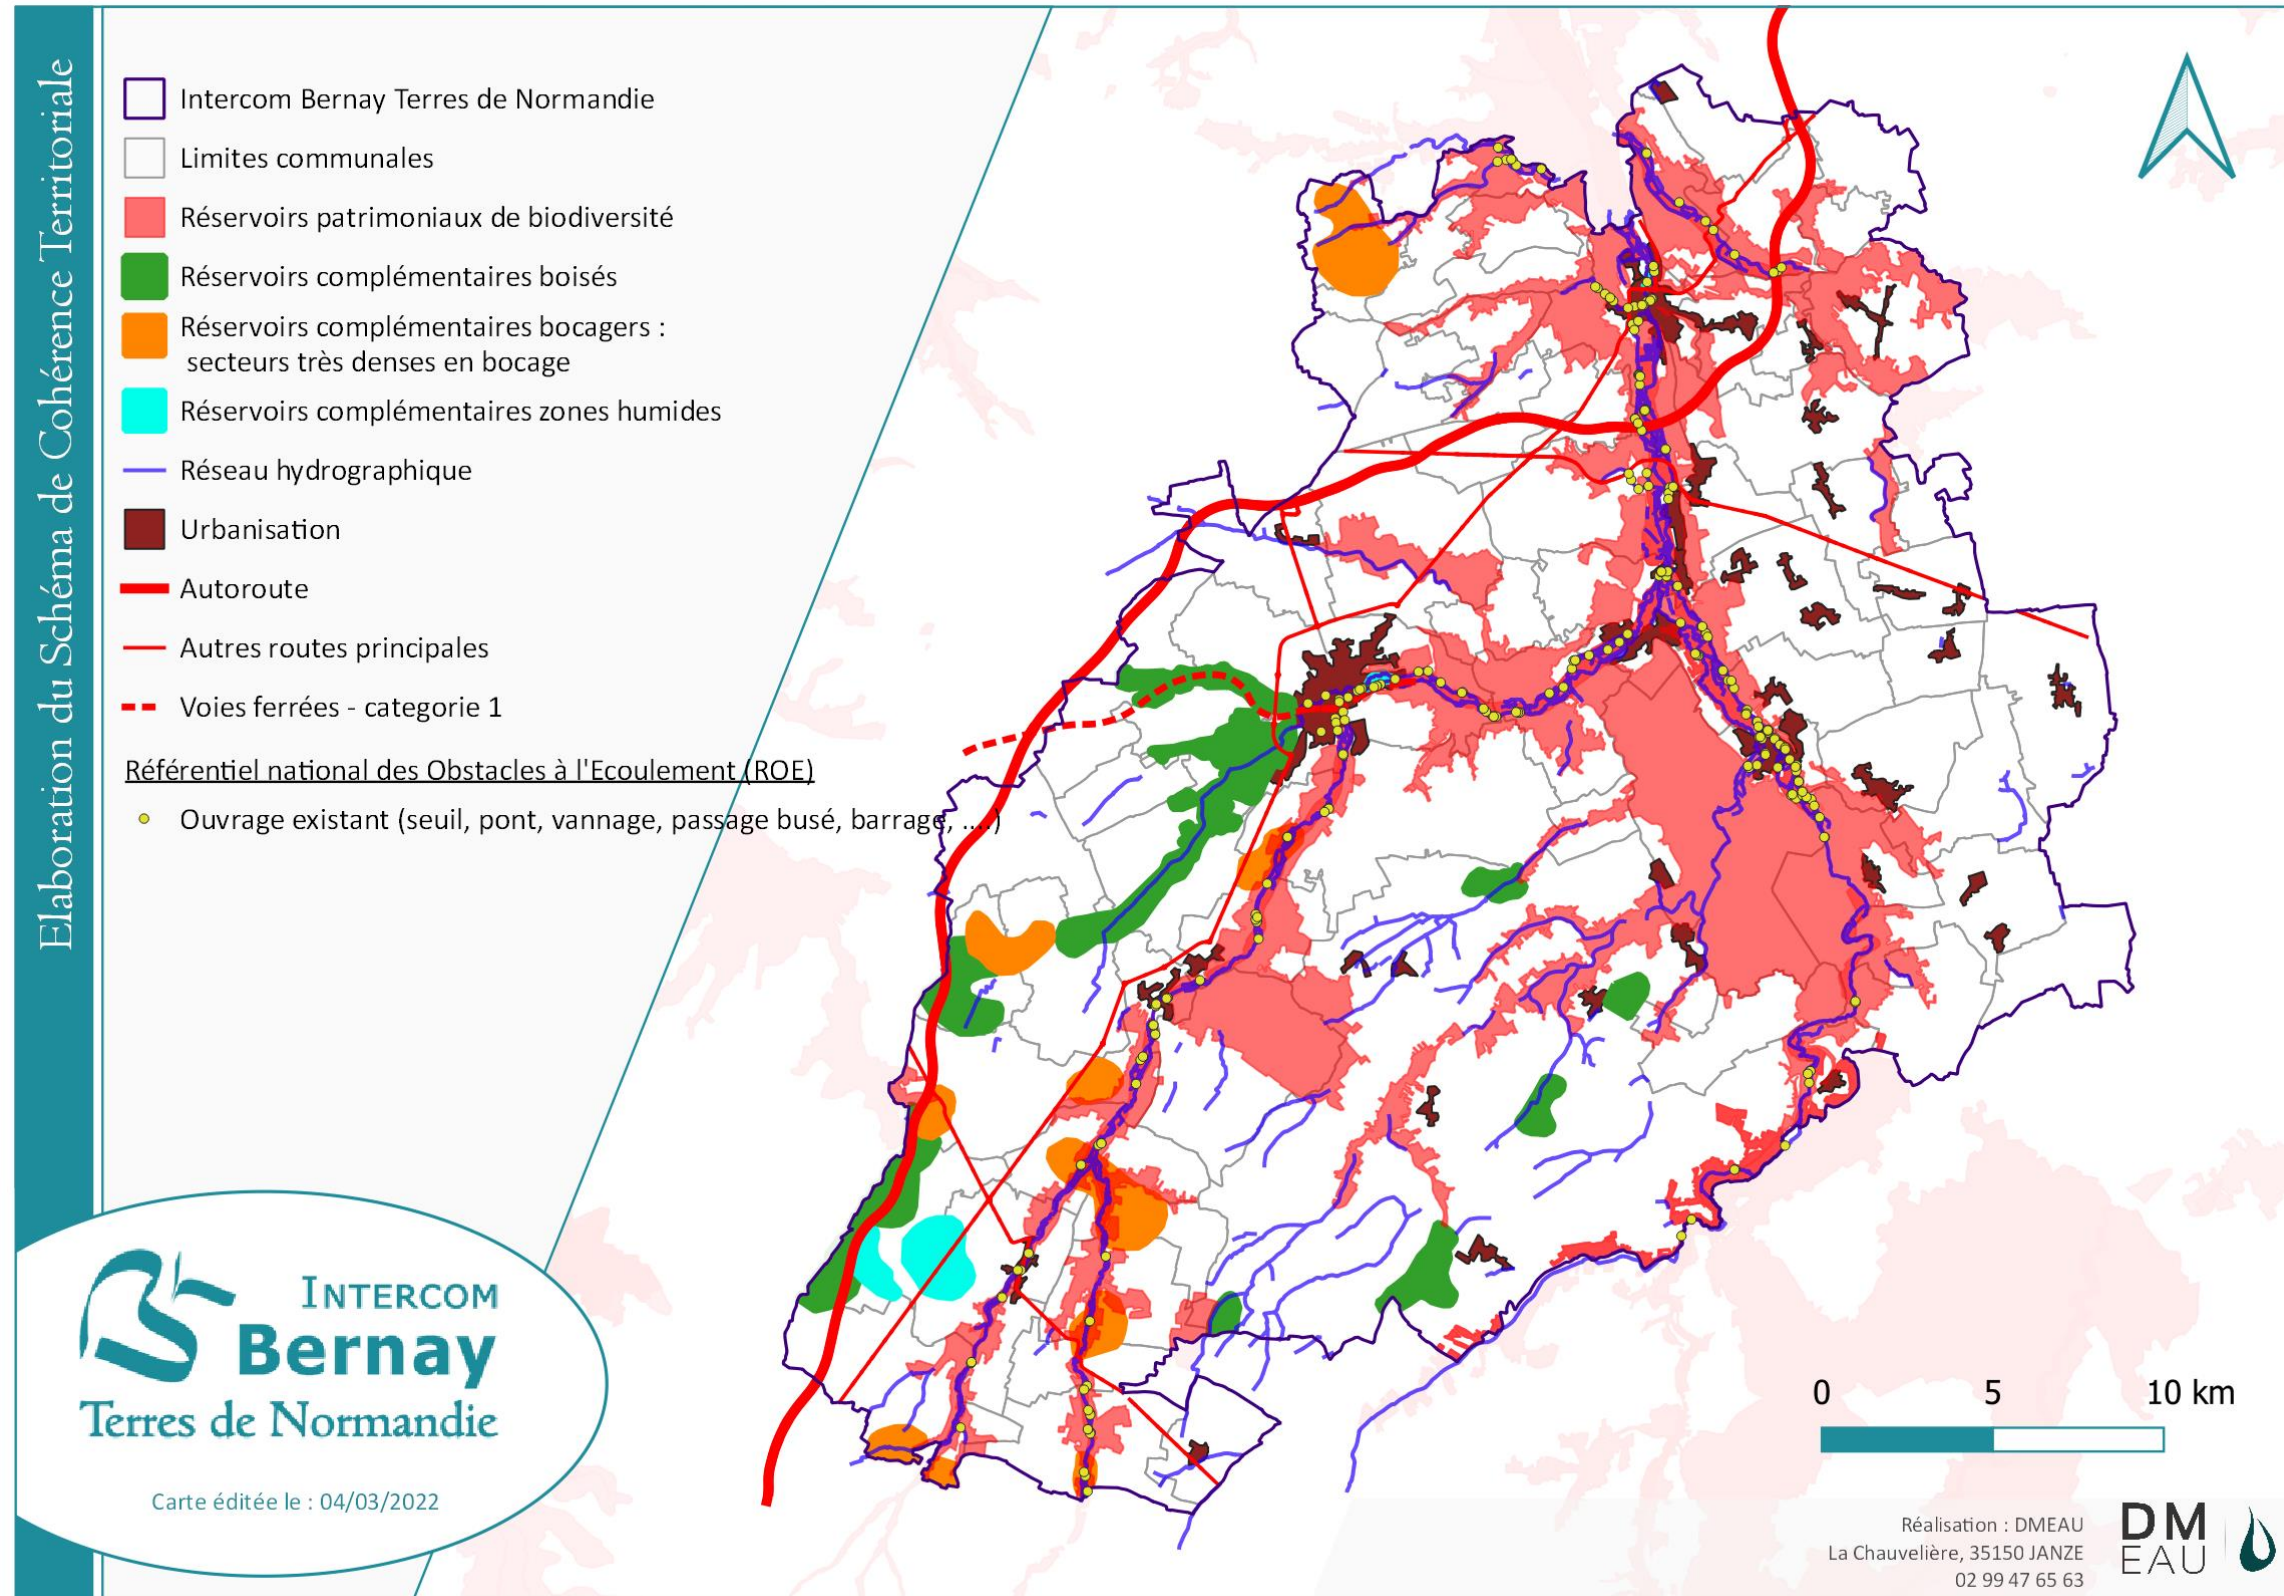 Elaboration du Schéma de Cohérence Territoriale
Intercom Bernay Terres de Normandie
Limites communales
Réservoirs patrimoniaux de biodiversité
Réservoirs complémentaires boisés
Réservoirs complémentaires bocagers :
secteurs très denses en bocage
Réservoirs complémentaires zones humides
Réseau hydrographique
Urbanisation
Autoroute
Autres routes principales
Voies ferrées - categorie 1
Référentiel national des Obstacles à l'Ecoulement (ROE)
Ouvrage existant (seuil, pont, vannage, passage busé, barrage, ....)
INTERCOM
Bernay
Terres de Normandie
Carte éditée le : 04/03/2022
0 5 10 km
Réalisation : DMEAU
La Chauvelière, 35150 JANZE
02 99 47 65 63
DM
EAU